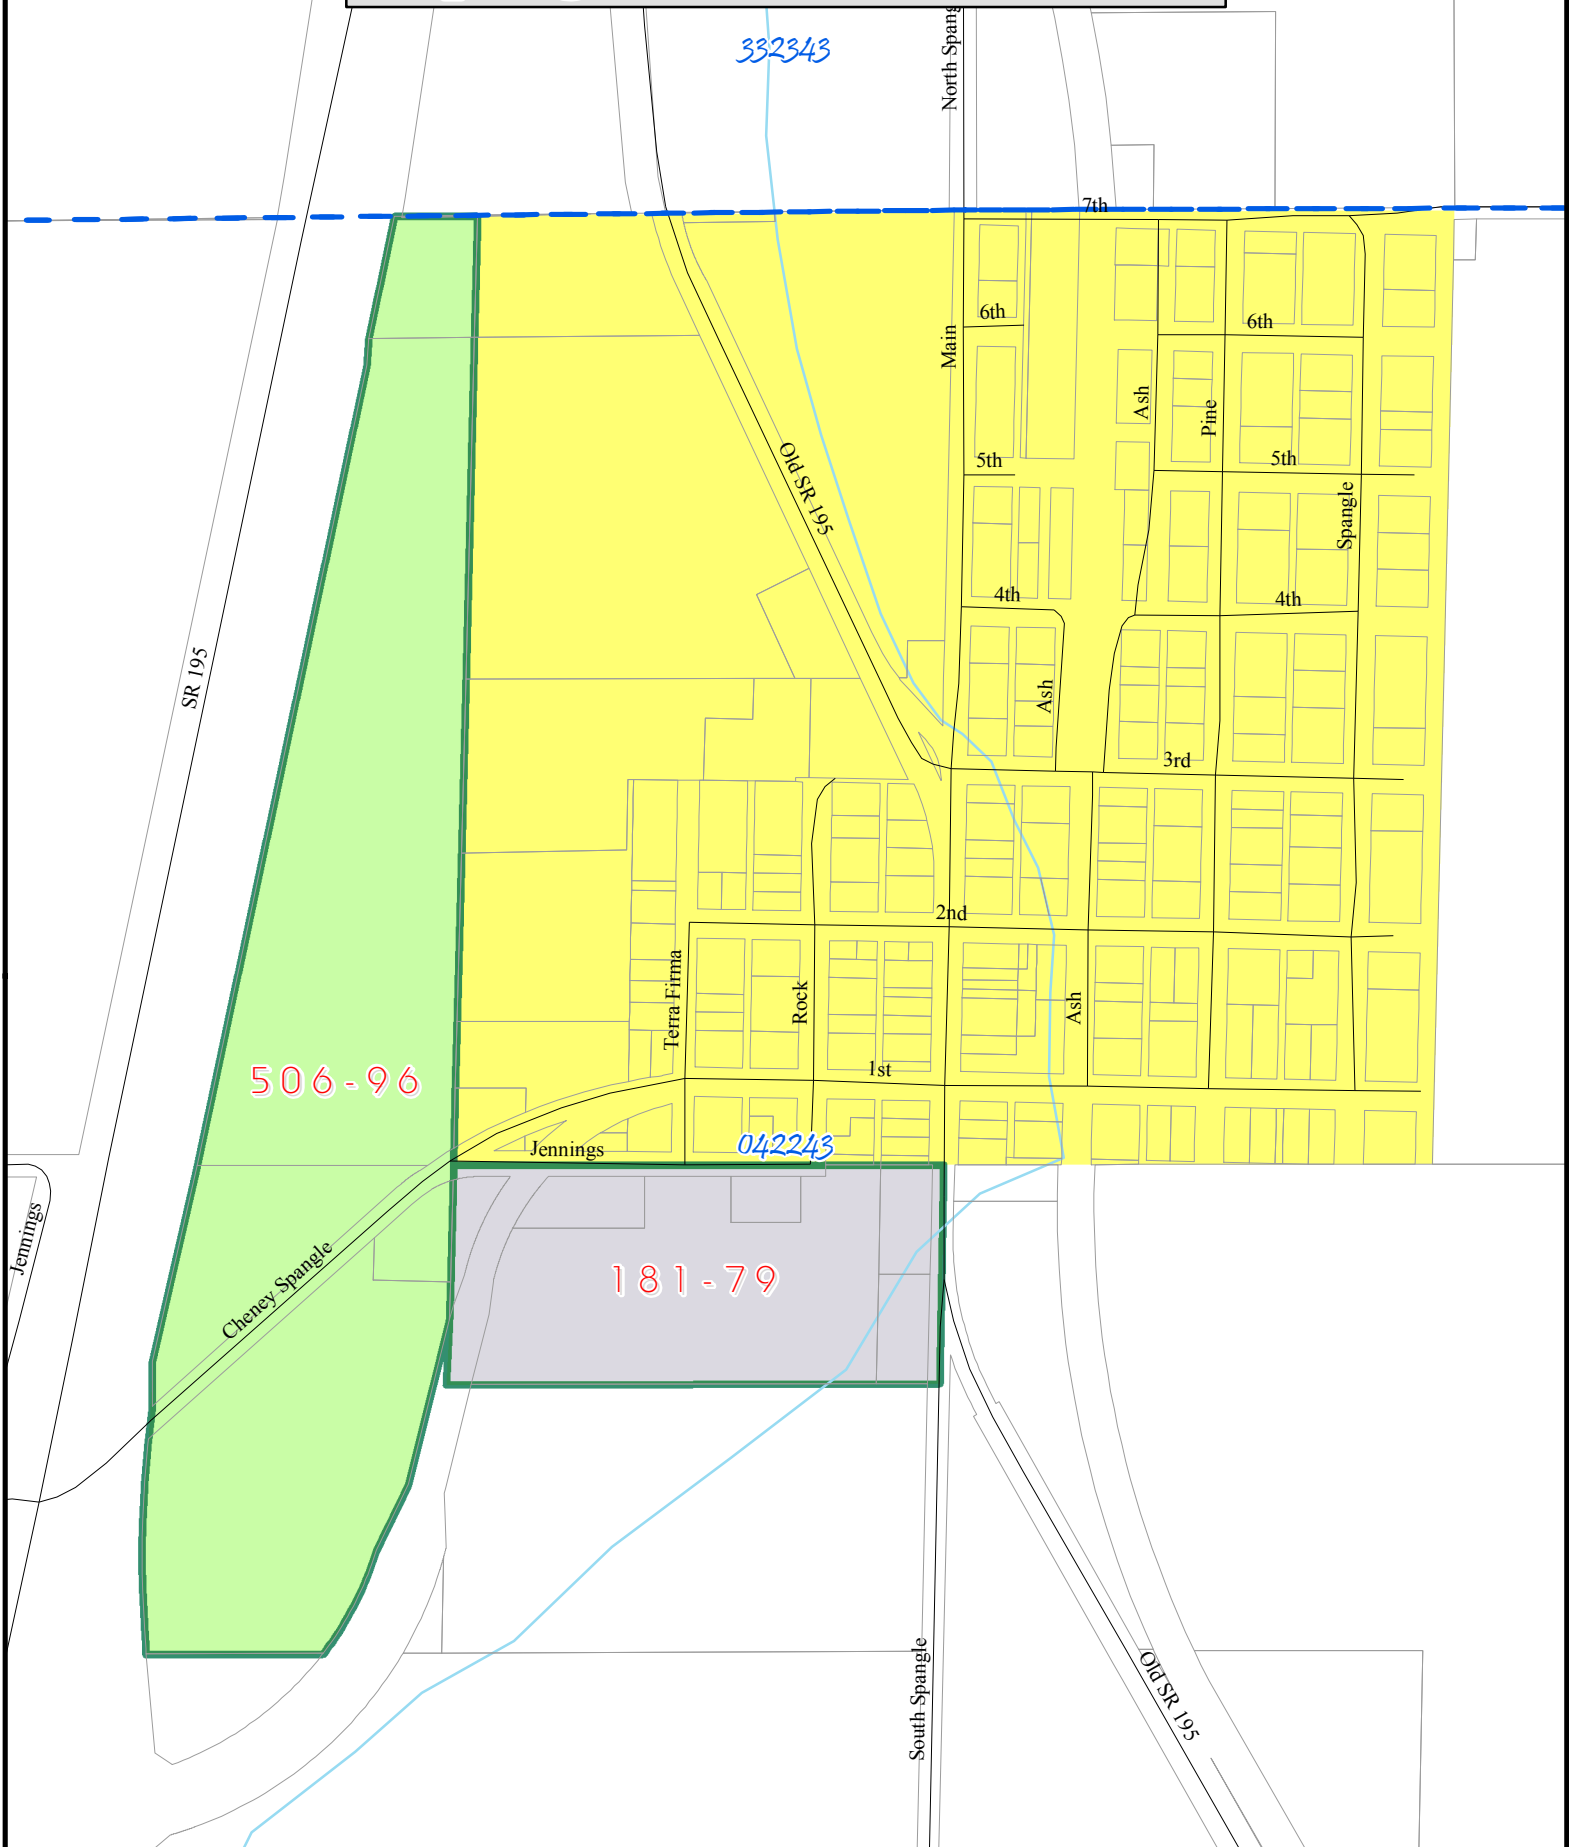 332343
North Spang
7th
6th
6th
Main
Ash
Pine
5th
5th
Old SR 195
Spangle
4th
4th
SR 195
Ash
3rd
2nd
Terra Firma
Rock
Ash
506-96
1st
042243
Jennings
Jennings
Cheney Spangle
181-79
South Spangle
Old SR 195